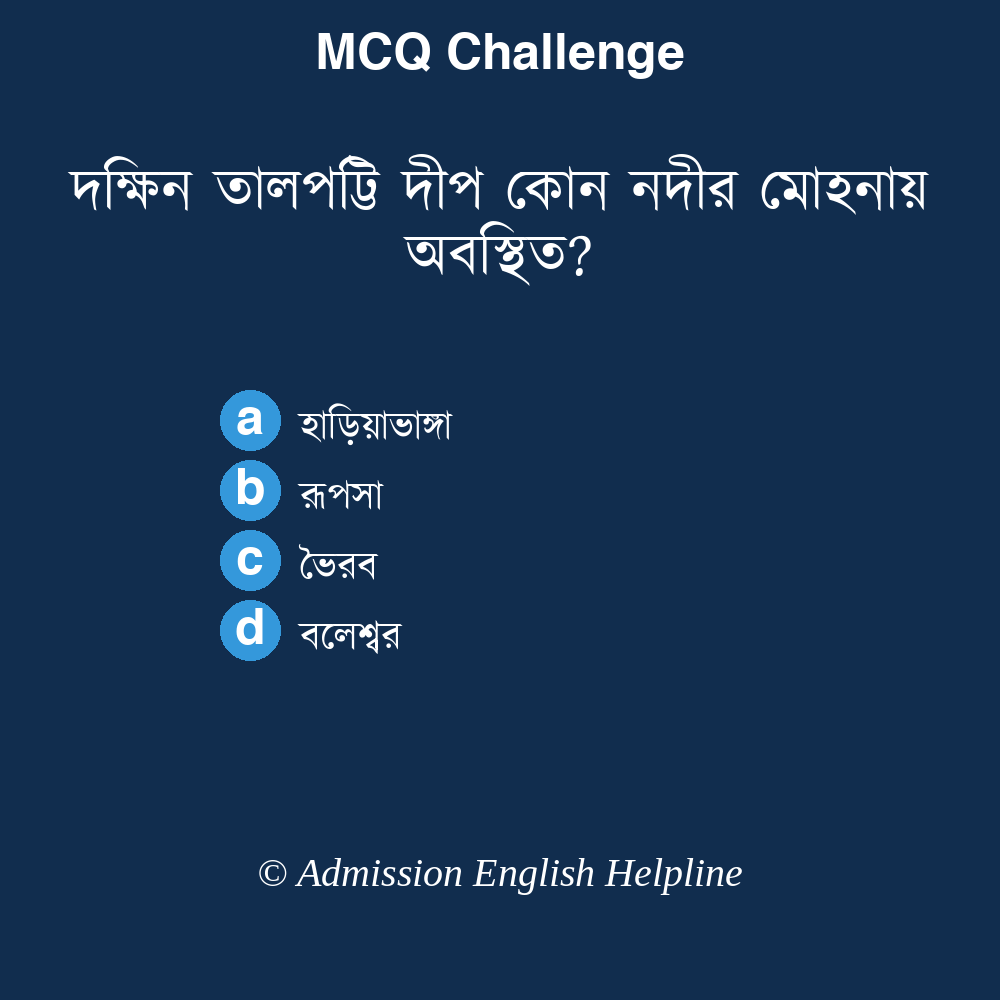 MCQ Challenge
দক্ষিন তালপট্টি দীপ কোন নদীর মোহনায়
অবস্থিত?
a হাড়িয়াভাঙ্গা
b রূপসা
c ভৈরব
d বলেশ্বর
© Admission English Helpline